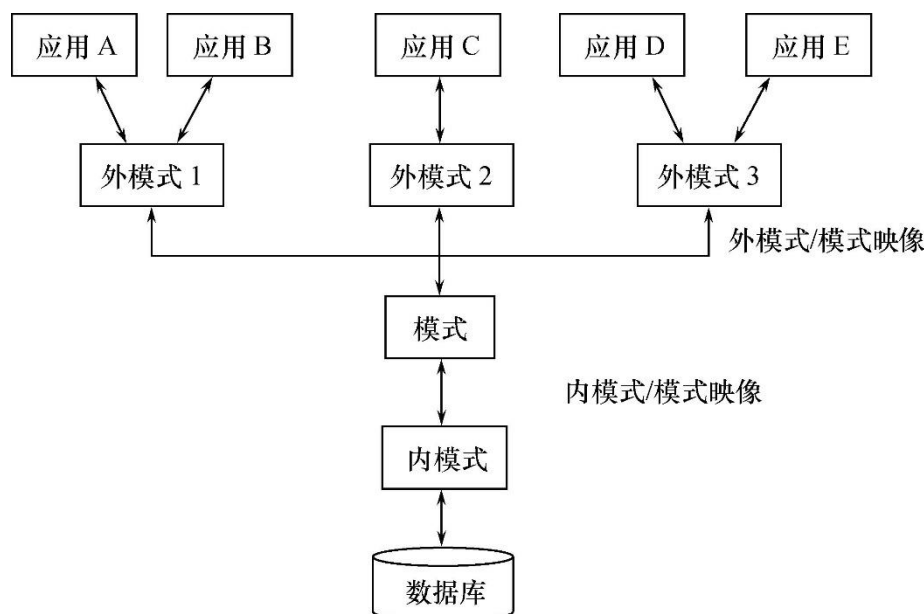 应用 A 应用 B 应用 C 应用 D 应用 E
外模式 1 外模式 2 外模式 3
外模式/模式映像
模式
内模式/模式映像
内模式
数据库